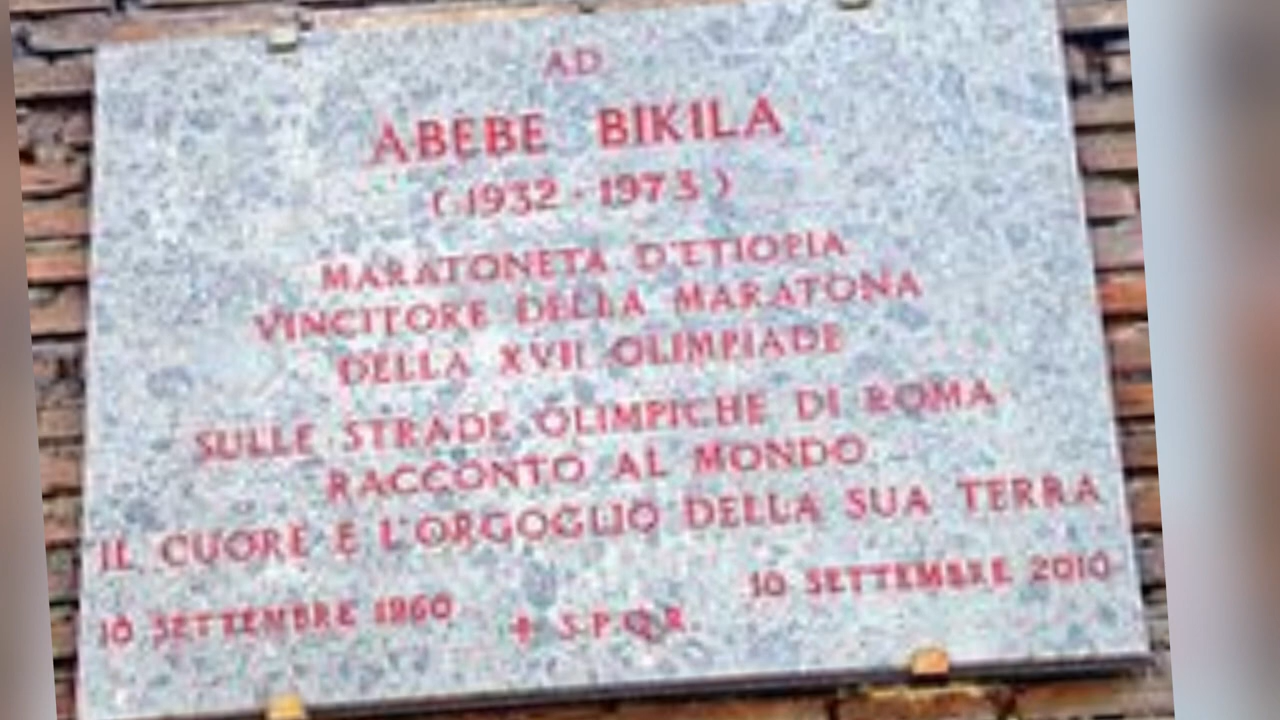 AD
ABEBE BIKILA
(1932-1973)
MARATONETA D'ETIOPIA
VINCITORE DELLA MARATONA
DELLA XVII OLIMPIADE
SULLE STRADE OLIMPICHE DI ROMA
RACCONTO AL MONDO
IL CUORE E L'ORGOGLIO DELLA SUA TERRA
10 SETTEMBRE 1960 10 SETTEMBRE 2010
S.P.Q.R.